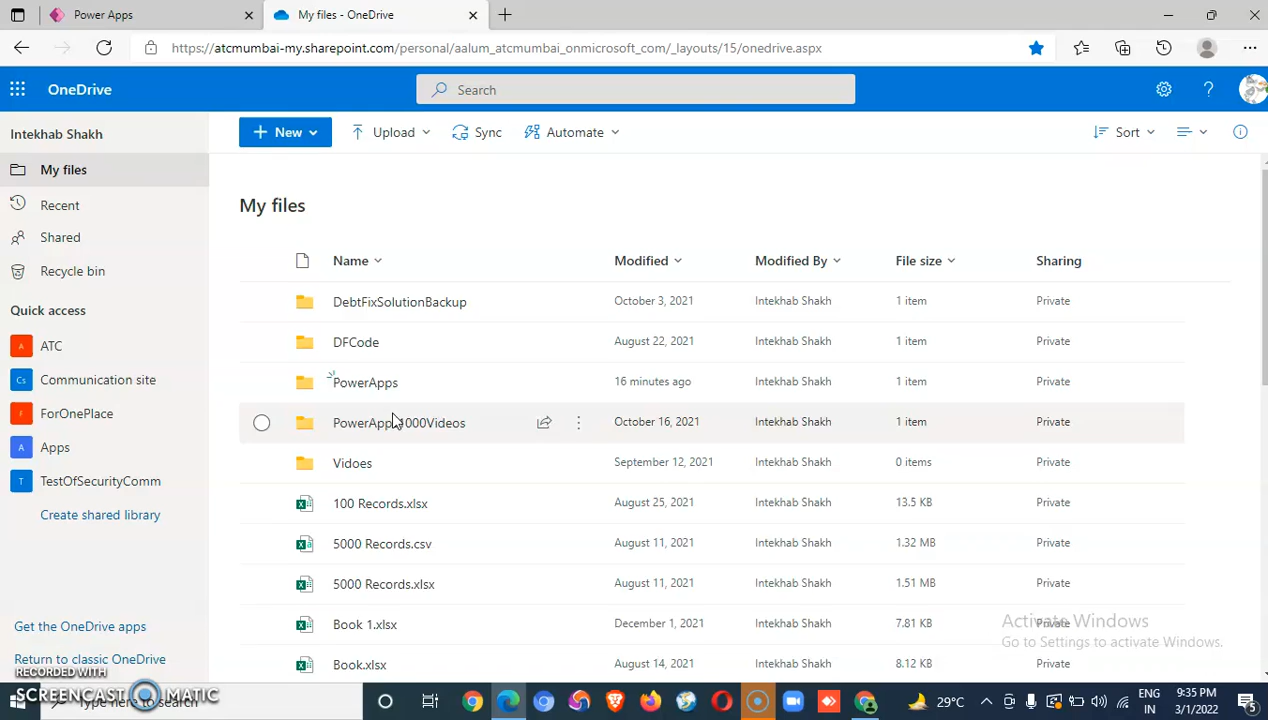 Power Apps
My files - OneDrive
https://atcmumbai-my.sharepoint.com/personal/aalum_atcmumbai_onmicrosoft_com/_layouts/15/onedrive.aspx
OneDrive
Search
?
Intekhab Shakh
+ New
Upload
Sync
Automate
Sort
My files
Recent
Shared
Recycle bin
Quick access
A ATC
Cs Communication site
F ForOnePlace
A Apps
T TestOfSecurityComm
Create shared library
Get the OneDrive apps
Return to classic OneDrive
My files
Name Modified Modified By File size Sharing
DebtFixSolutionBackup October 3, 2021 Intekhab Shakh 1 item Private
DFCode August 22, 2021 Intekhab Shakh 1 item Private
PowerApps 16 minutes ago Intekhab Shakh 1 item Private
PowerApps1000Videos October 16, 2021 Intekhab Shakh 1 item Private
Vidoes September 12, 2021 Intekhab Shakh 0 items Private
100 Records.xlsx August 25, 2021 Intekhab Shakh 13.5 KB Private
5000 Records.csv August 11, 2021 Intekhab Shakh 1.32 MB Private
5000 Records.xlsx August 11, 2021 Intekhab Shakh 1.51 MB Private
Book 1.xlsx December 1, 2021 Intekhab Shakh 7.81 KB Private
Book.xlsx August 14, 2021 Intekhab Shakh 8.12 KB Private
Activate Windows
Go to Settings to activate Windows.
RECORDED WITH
SCREENCAST MATIC
Type here to search
29°C
ENG
IN
9:35 PM
3/1/2022
5